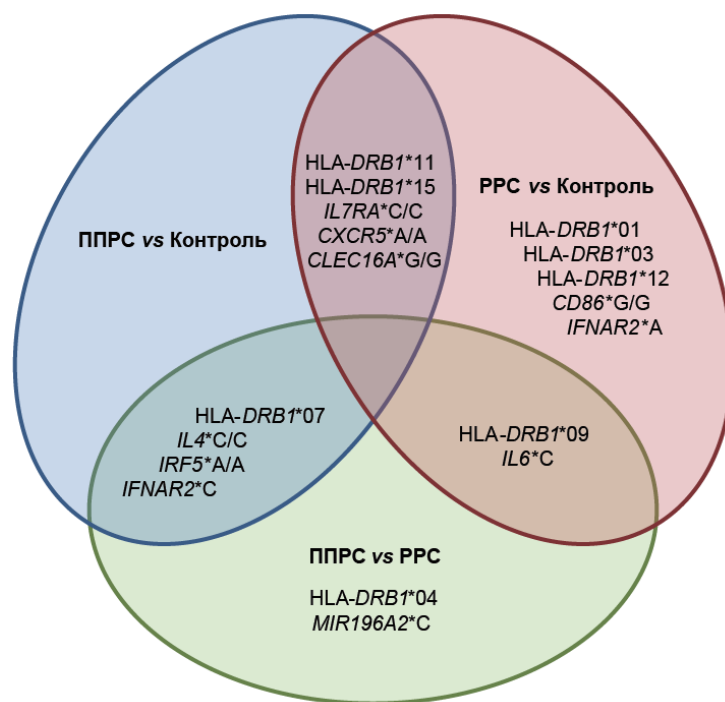 ППРС vs Контроль
HLA-DRB1*11
HLA-DRB1*15
IL7RA*C/C
CXCR5*A/A
CLEC16A*G/G
РРС vs Контроль
HLA-DRB1*01
HLA-DRB1*03
HLA-DRB1*12
CD86*G/G
IFNAR2*A
HLA-DRB1*07
IL4*C/C
IRF5*A/A
IFNAR2*C
HLA-DRB1*09
IL6*C
ППРС vs РРС
HLA-DRB1*04
MIR196A2*C